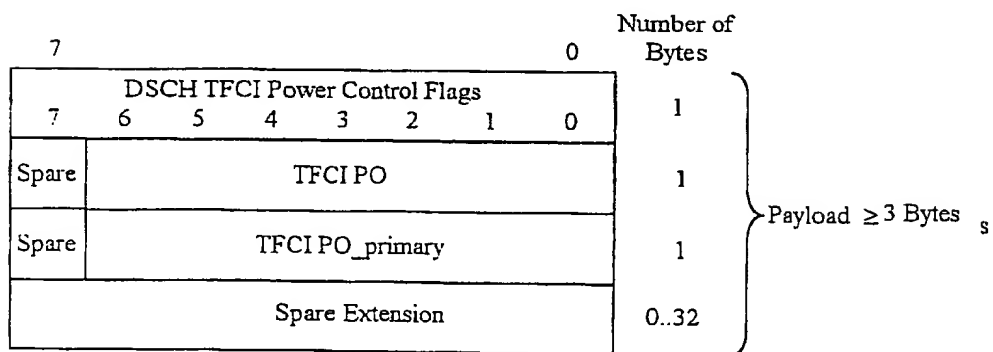 Number of
Bytes
7 0
DSCH TFCI Power Control Flags
7 6 5 4 3 2 1 0
1
Spare TFCI PO 1
Spare TFCI PO_primary 1
Spare Extension 0..32
Payload ≥ 3 Bytes s